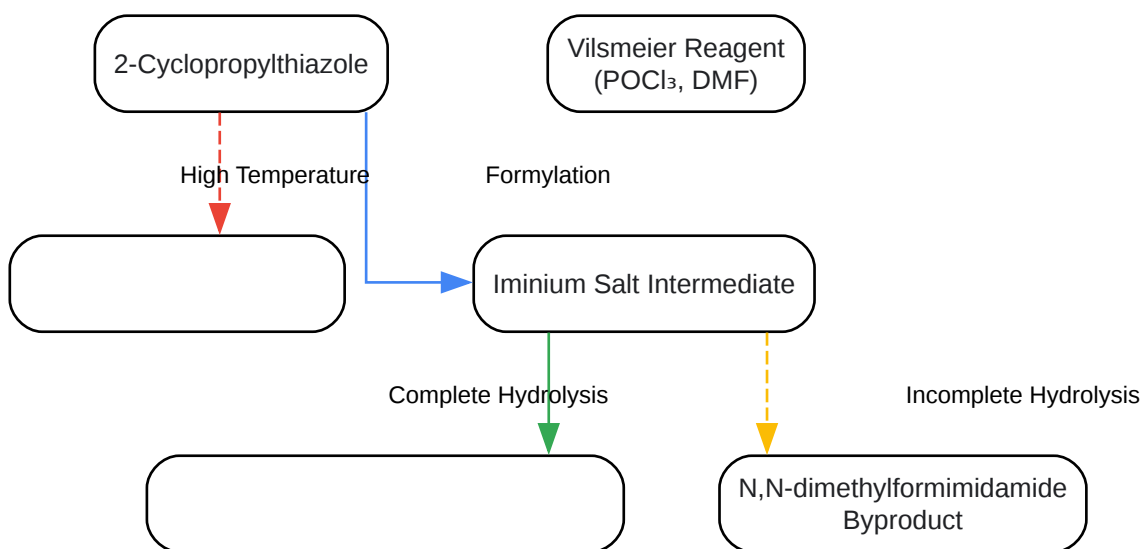 2-Cyclopropylthiazole
Vilsmeier Reagent
(POCl₃, DMF)
High Temperature
Formylation
Iminium Salt Intermediate
Complete Hydrolysis
Incomplete Hydrolysis
N,N-dimethylformimidamide
Byproduct